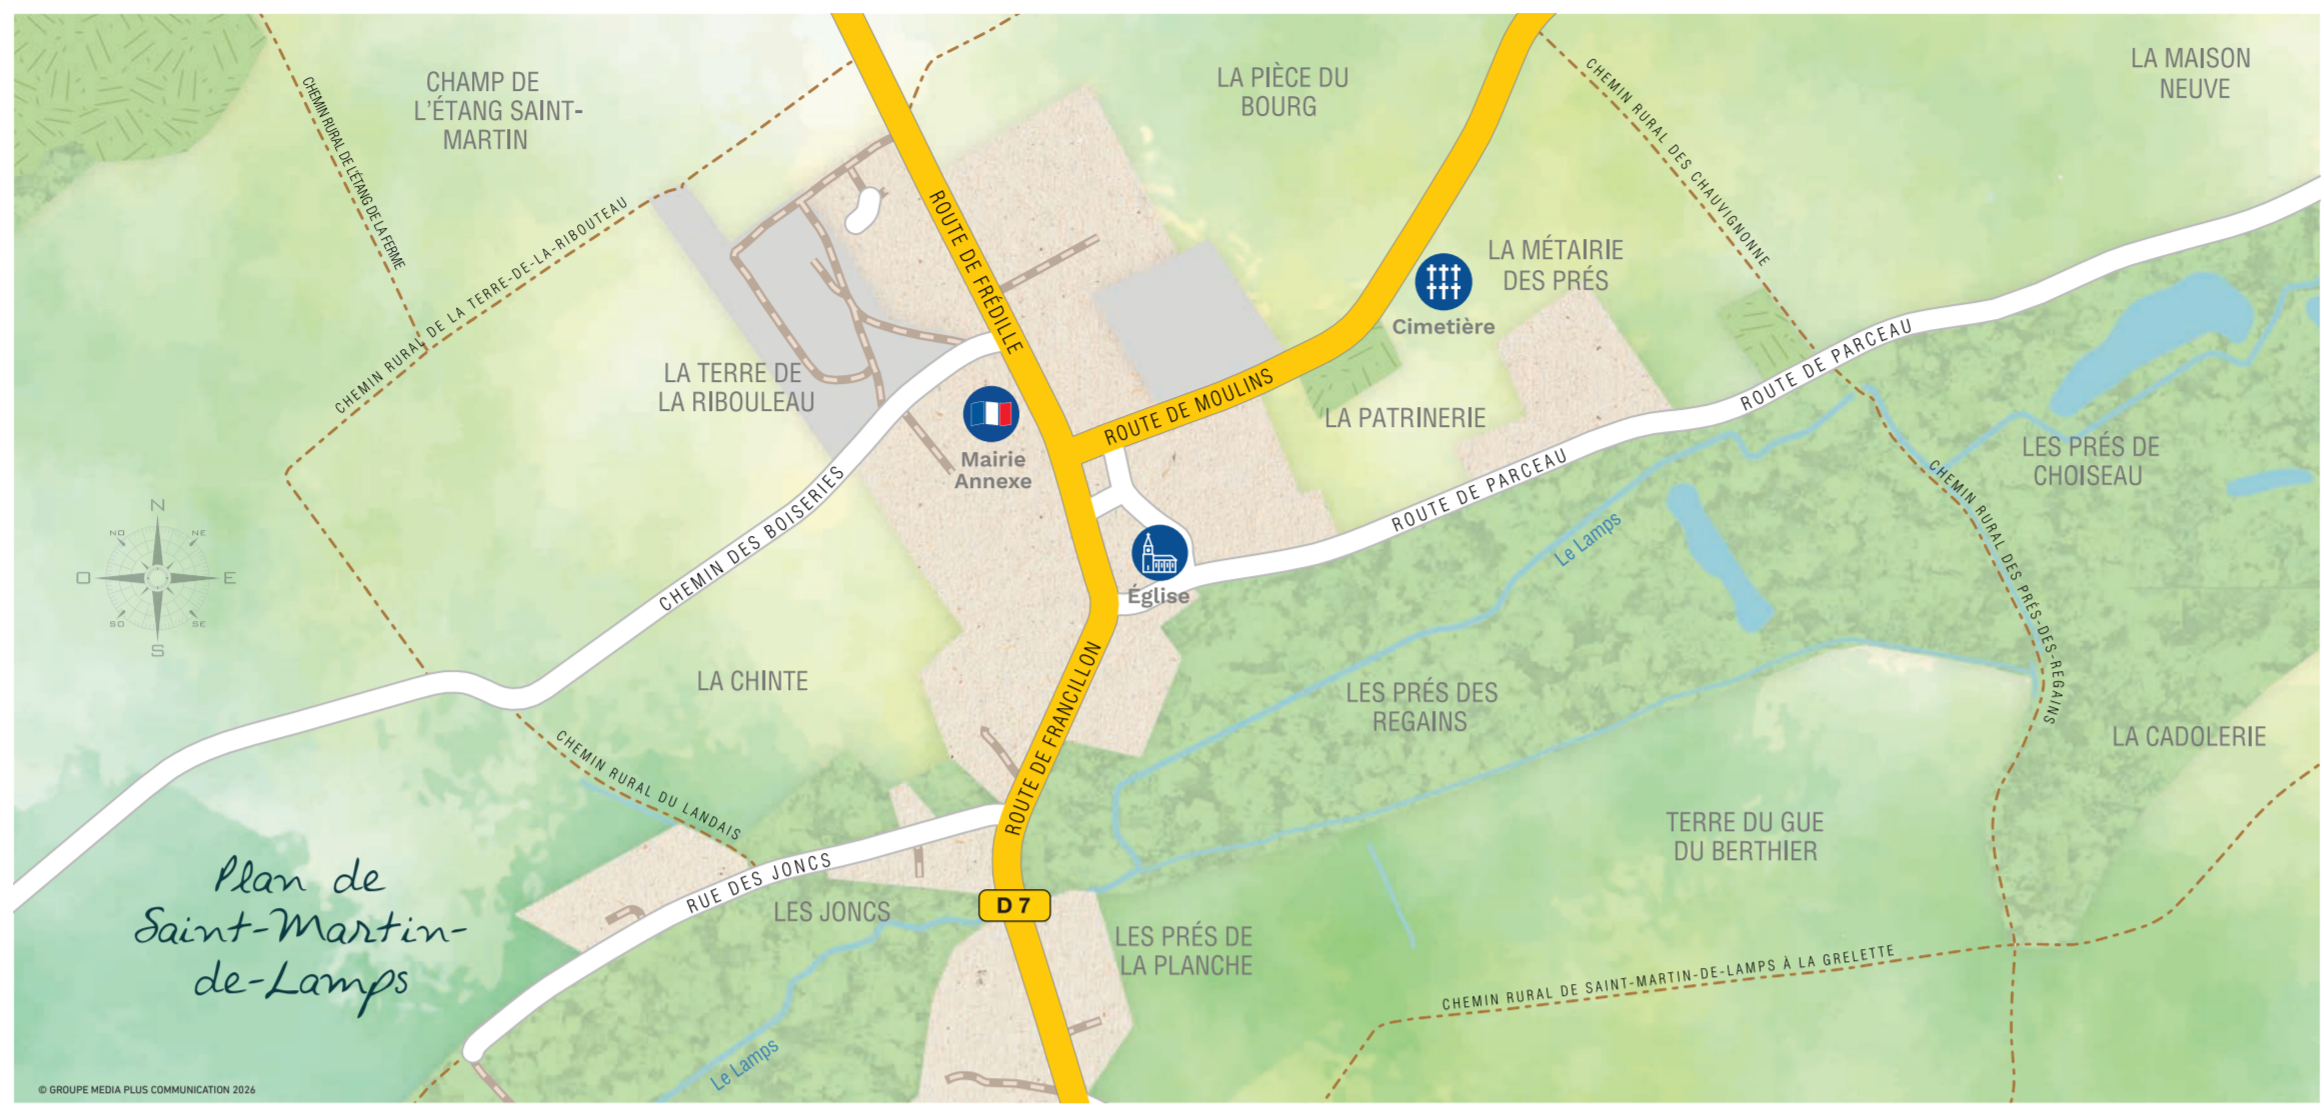 CHAMP DE
L'ÉTANG SAINT-
MARTIN
LA PIÈCE DU
BOURG
LA MAISON
NEUVE
CHEMIN RURAL DE L'ÉTANG DE LA FERME
CHEMIN RURAL DES CHAUVIGNONNE
CHEMIN RURAL DE LA TERRE-DE-LA-RIBOUTEAU
ROUTE DE FRÉDILLE
LA MÉTAIRIE
DES PRÉS
Cimetière
LA TERRE DE
LA RIBOULEAU
Mairie
Annexe
ROUTE DE MOULINS
LA PATRINERIE
ROUTE DE PARCEAU
ROUTE DE PARCEAU
LES PRÉS DE
CHOISEAU
CHEMIN DES BOISERIES
Le Lamps
CHEMIN RURAL DES PRÉS-DES-REGAINS
N
NO
NE
O
E
SO
SE
S
Église
LA CHINTE
ROUTE DE FRANCILLON
LES PRÉS DES
REGAINS
LA CADOLERIE
CHEMIN RURAL DU LANDAIS
TERRE DU GUE
DU BERTHIER
RUE DES JONCS
LES JONCS
D 7
LES PRÉS DE
LA PLANCHE
CHEMIN RURAL DE SAINT-MARTIN-DE-LAMPS À LA GRELETTE
Plan de
Saint-Martin-
de-Lamps
Le Lamps
© GROUPE MEDIA PLUS COMMUNICATION 2026